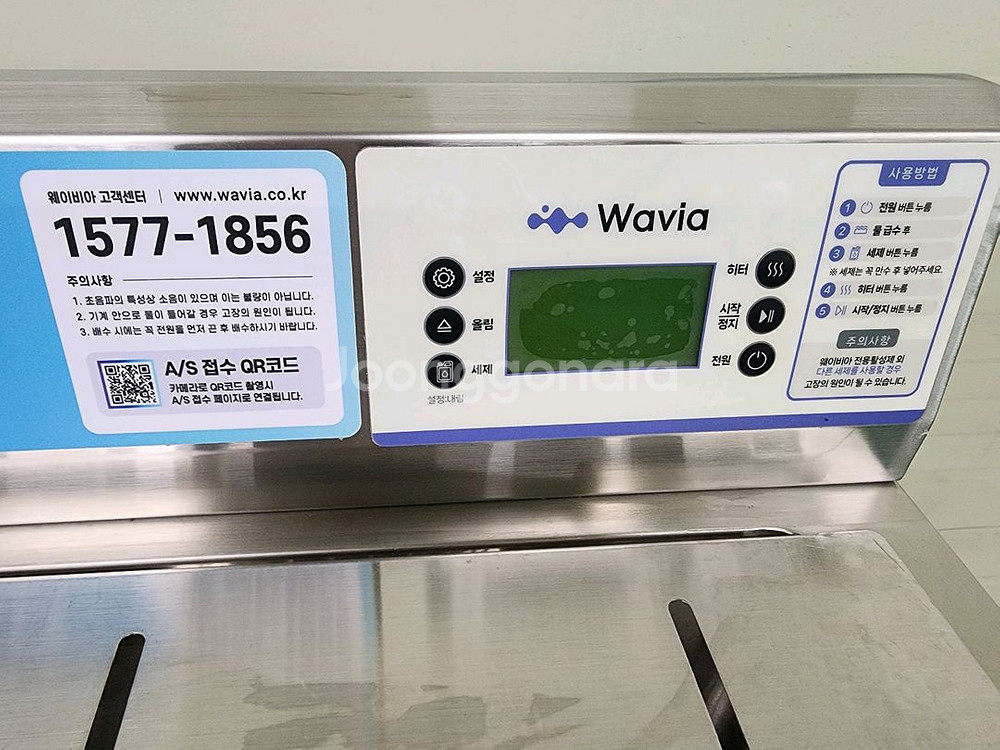 웨이비아 고객센터 | www.wavia.co.kr
1577-1856
주의사항
1. 초음파의 특성상 소음이 있으며 이는 불량이 아닙니다.
2. 기계 안으로 물이 들어갈 경우 고장의 원인이 됩니다.
3. 배수 시에는 꼭 전원을 먼저 끈 후 배수하시기 바랍니다.
A/S 접수 QR코드
카메라로 QR코드 촬영시
A/S 접수 페이지로 연결됩니다.
Wavia
설정
올림
세제
설정:내림
히터
시작
정지
전원
사용방법
1 전원 버튼 누름
2 물 급수 후
3 세제 버튼 누름
※ 세제는 꼭 만수 후 넣어주세요.
4 히터 버튼 누름
5 시작/정지 버튼 누름
주의사항
웨이비아 전용활성제 외
다른 세제를 사용할 경우
고장의 원인이 될 수 있습니다.
Joonggonara